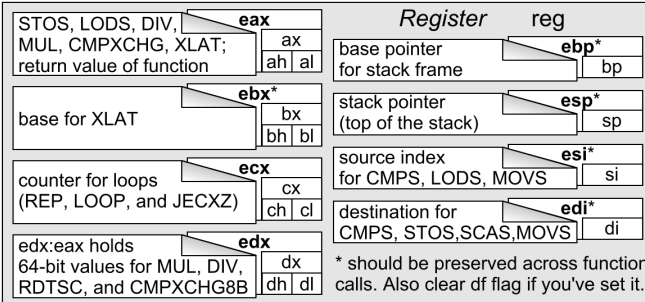 STOS, LODS, DIV,
MUL, CMPXCHG, XLAT;
return value of function
eax
ax
ah al
base for XLAT
ebx*
bx
bh bl
counter for loops
(REP, LOOP, and JECXZ)
ecx
cx
ch cl
edx:eax holds
64-bit values for MUL, DIV,
RDTSC, and CMPXCHG8B
edx
dx
dh dl
Register reg
base pointer
for stack frame
ebp*
bp
stack pointer
(top of the stack)
esp*
sp
source index
for CMPS, LODS, MOVS
esi*
si
destination for
CMPS, STOS,SCAS,MOVS
edi*
di
* should be preserved across function
calls. Also clear df flag if you've set it.